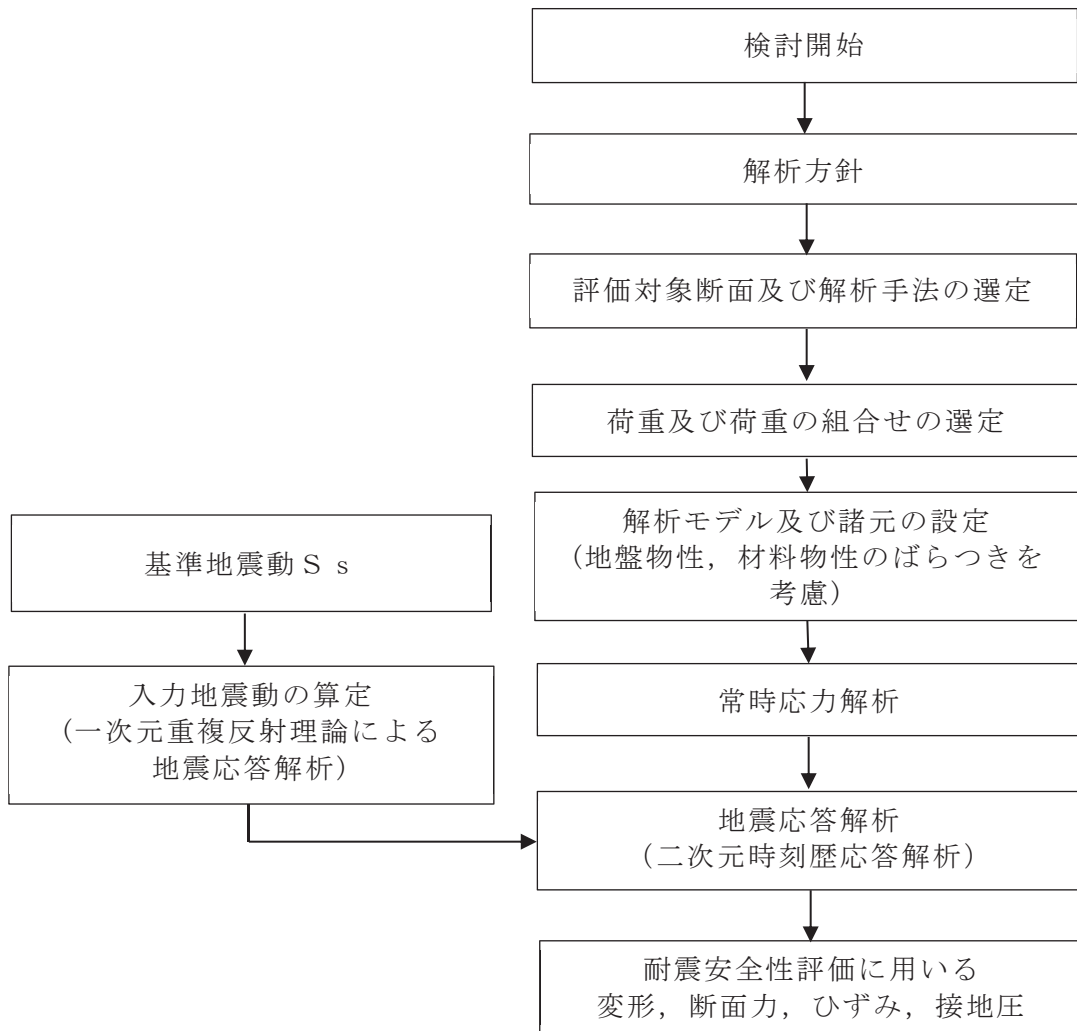 検討開始
解析方針
評価対象断面及び解析手法の選定
荷重及び荷重の組合せの選定
解析モデル及び諸元の設定
(地盤物性，材料物性のばらつきを
考慮)
基準地震動Ｓｓ
入力地震動の算定
(一次元重複反射理論による
地震応答解析)
常時応力解析
地震応答解析
(二次元時刻歴応答解析)
耐震安全性評価に用いる
変形，断面力，ひずみ，接地圧